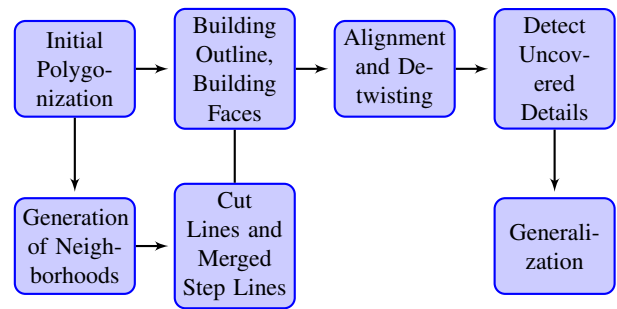 Initial
Polygo-
nization
Building
Outline,
Building
Faces
Alignment
and De-
twisting
Detect
Uncov-
ered
Details
Generation
of Neigh-
borhoods
Cut
Lines and
Merged
Step Lines
Generali-
zation